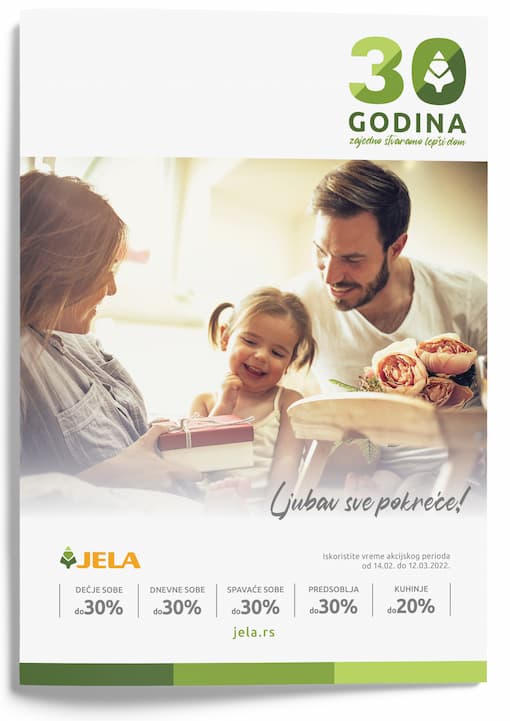 30
GODINA
zajedno stvaramo lepši dom
Ljubav sve pokreće!
JELA
Iskoristite vreme akcijskog perioda
od 14.02. do 12.03.2022.
DEČJE SOBE
do30%
DNEVNE SOBE
do30%
SPAVAĆE SOBE
do30%
PREDSOBLJA
do30%
KUHINJE
do20%
jela.rs